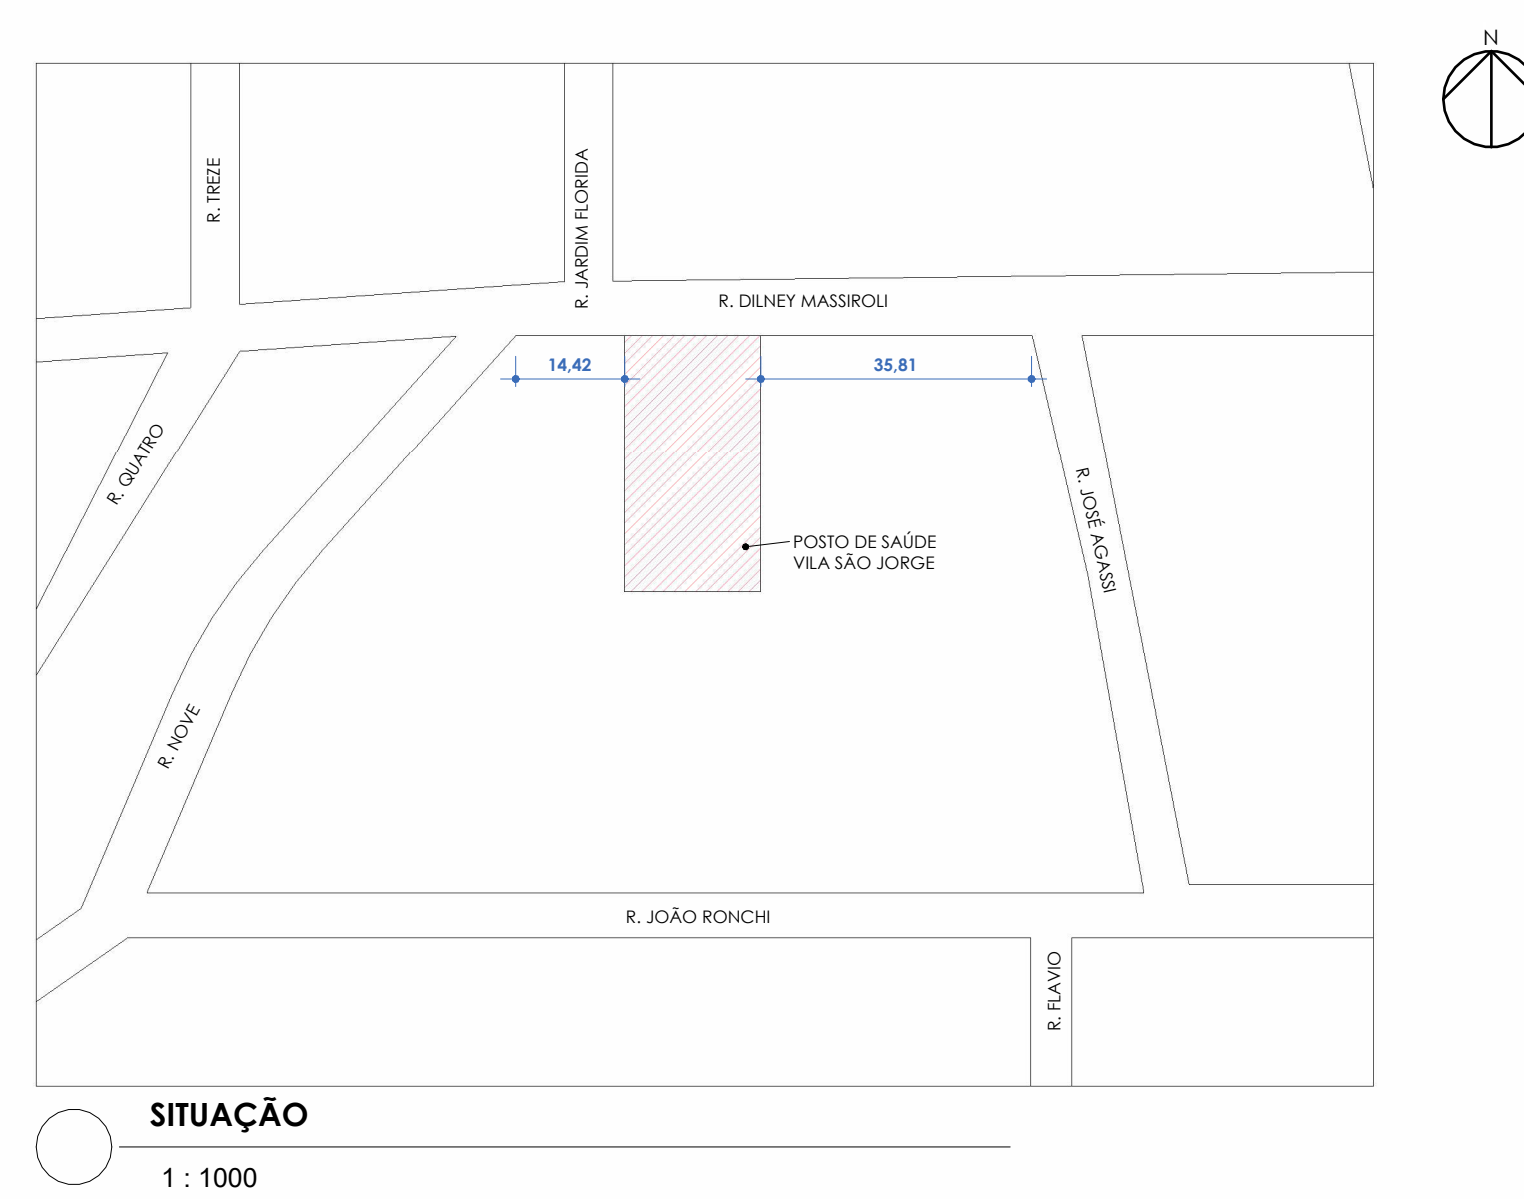 N
R. TREZE
R. JARDIM FLORIDA
R. DILNEY MASSIROLI
14,42
35,81
R. QUATRO
R. JOSÉ AGASSI
POSTO DE SAÚDE
VILA SÃO JORGE
R. NOVE
R. JOÃO RONCHI
R. FLAVIO
SITUAÇÃO
1 : 1000